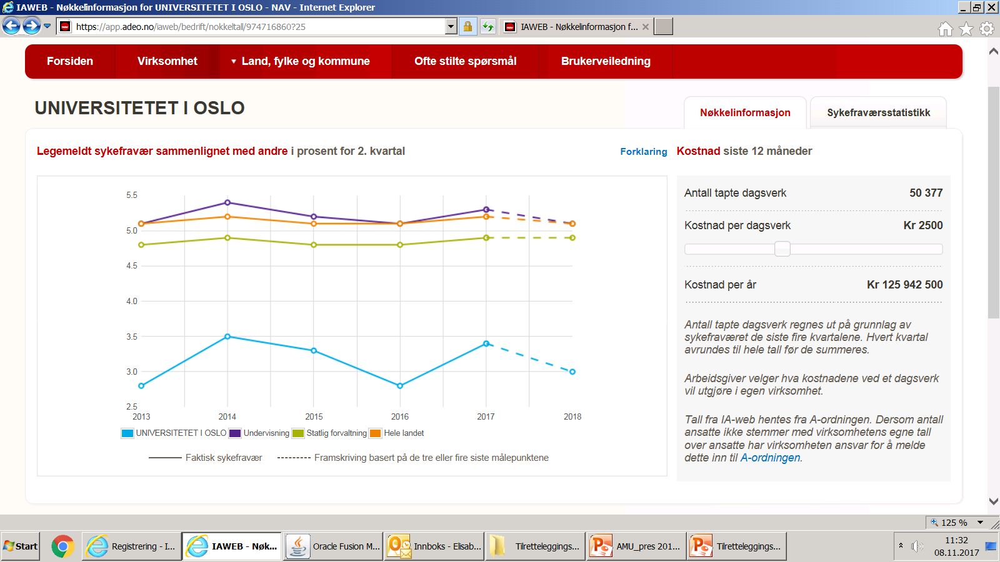 IAWEB - Nøkkelinformasjon for UNIVERSITETET I OSLO - NAV - Internet Explorer
https://app.adeo.no/iaweb/bedrift/nokkeltall/974716860?25
IAWEB - Nøkkelinformasjon f...
Forsiden
Virksomhet
Land, fylke og kommune
Ofte stilte spørsmål
Brukerveiledning
UNIVERSITETET I OSLO
Nøkkelinformasjon
Sykefraværsstatistikk
Legemeldt sykefravær sammenlignet med andre i prosent for 2. kvartal
Forklaring
5.5
5.0
4.5
4.0
3.5
3.0
2.5
2013 2014 2015 2016 2017 2018
UNIVERSITETET I OSLO Undervisning Statlig forvaltning Hele landet
Faktisk sykefravær Framskriving basert på de tre eller fire siste målepunktene
Kostnad siste 12 måneder
Antall tapte dagsverk 50 377
Kostnad per dagsverk Kr 2500
Kostnad per år Kr 125 942 500
Antall tapte dagsverk regnes ut på grunnlag av
sykefraværet de siste fire kvartalene. Hvert kvartal
avrundes til hele tall før de summeres.
Arbeidsgiver velger hva kostnadene ved et dagsverk
vil utgjøre i egen virksomhet.
Tall fra IA-web hentes fra A-ordningen. Dersom antall
ansatte ikke stemmer med virksomhetens egne tall
over ansatte har virksomheten ansvar for å melde
dette inn til A-ordningen.
125 %
Start
Registrering - I...
IAWEB - Nøk...
Oracle Fusion M...
Innboks - Elisab...
Tilretteleggings...
AMU_pres 201...
Tilretteleggings...
11:32
08.11.2017